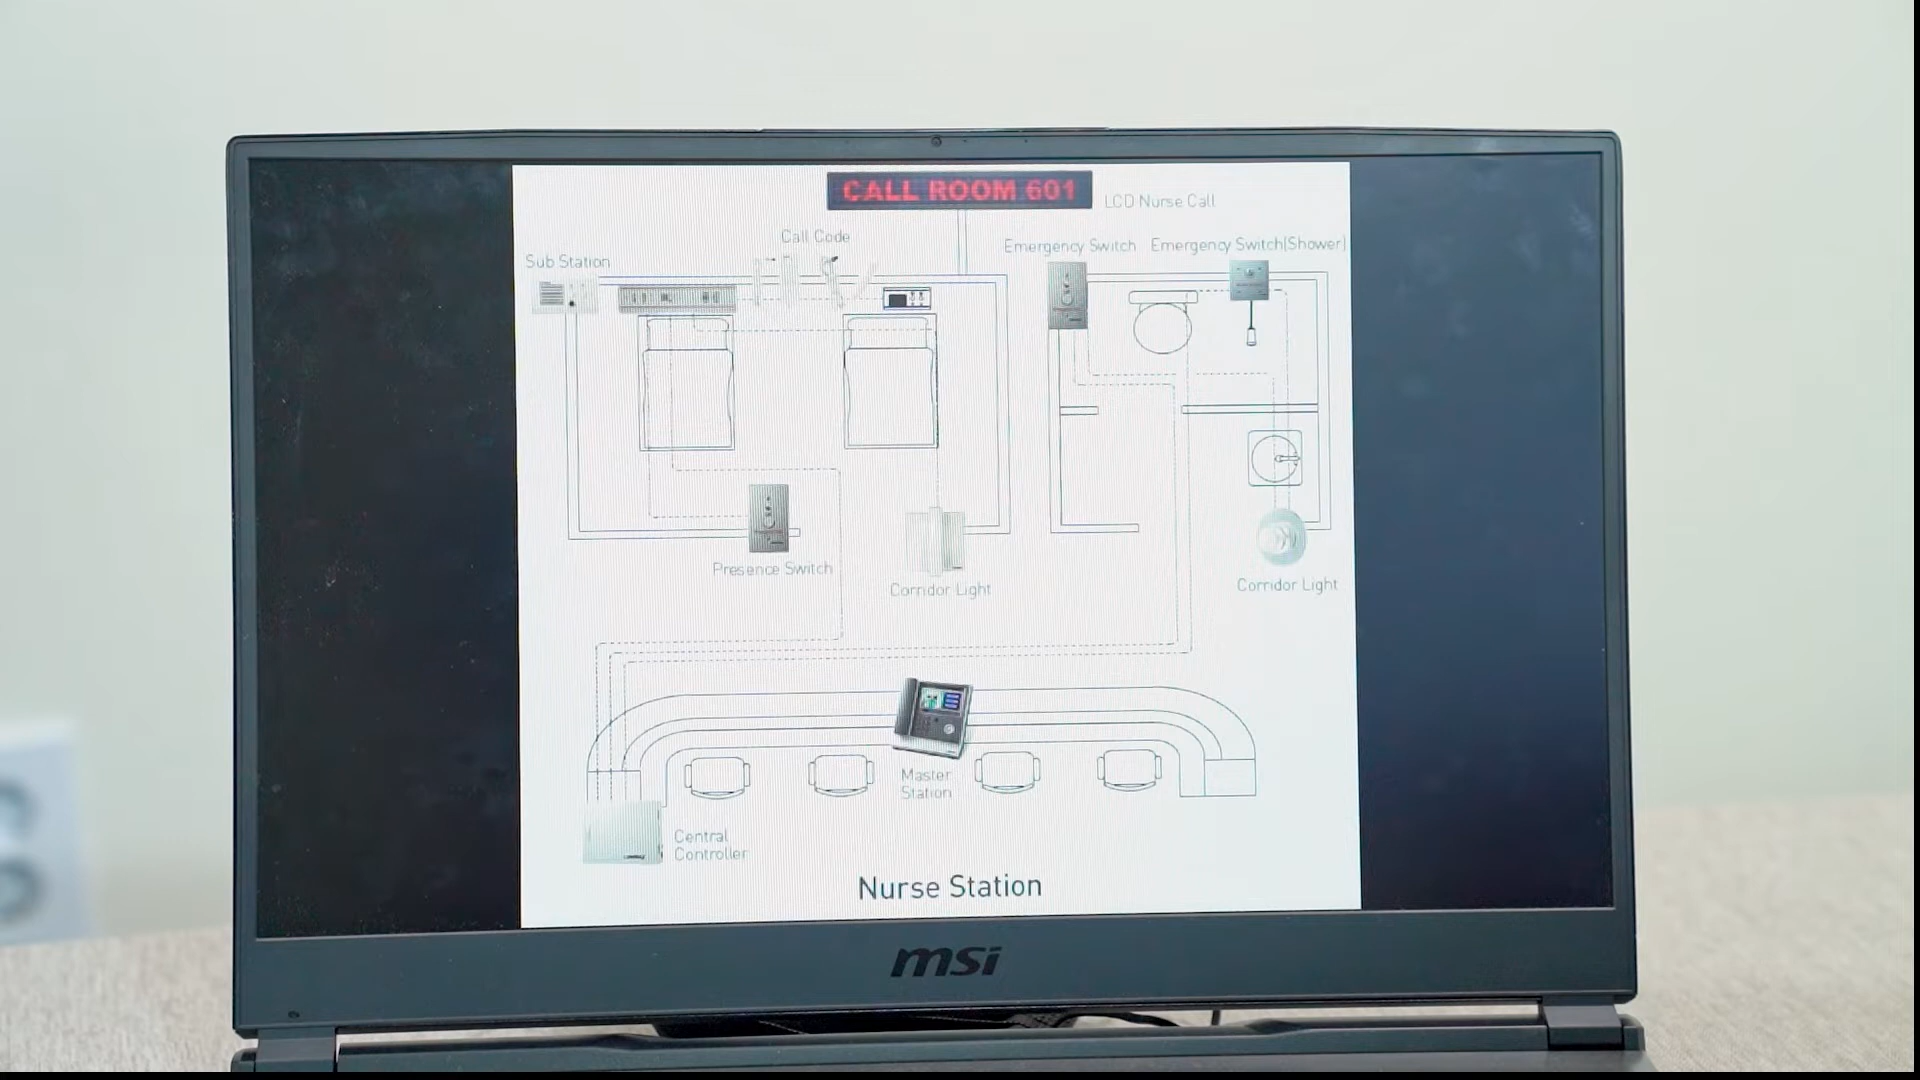 CALL ROOM 601
LCD Nurse Call
Call Code
Emergency Switch
Emergency Switch(Shower)
Sub Station
Presence Switch
Corridor Light
Corridor Light
Master
Station
Central
Controller
Nurse Station
msi